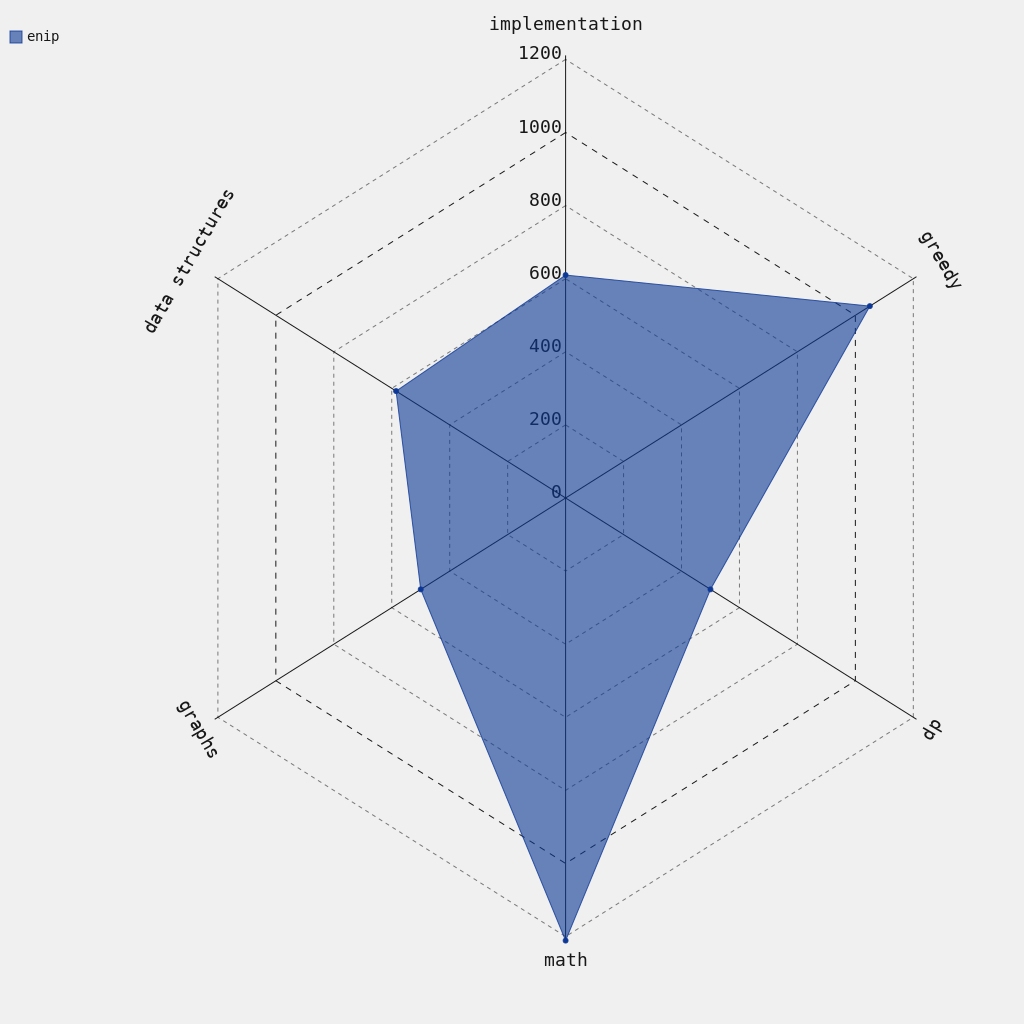 implementation
enip
1200
1000
800
600
400
200
0
data structures
greedy
graphs
dp
math